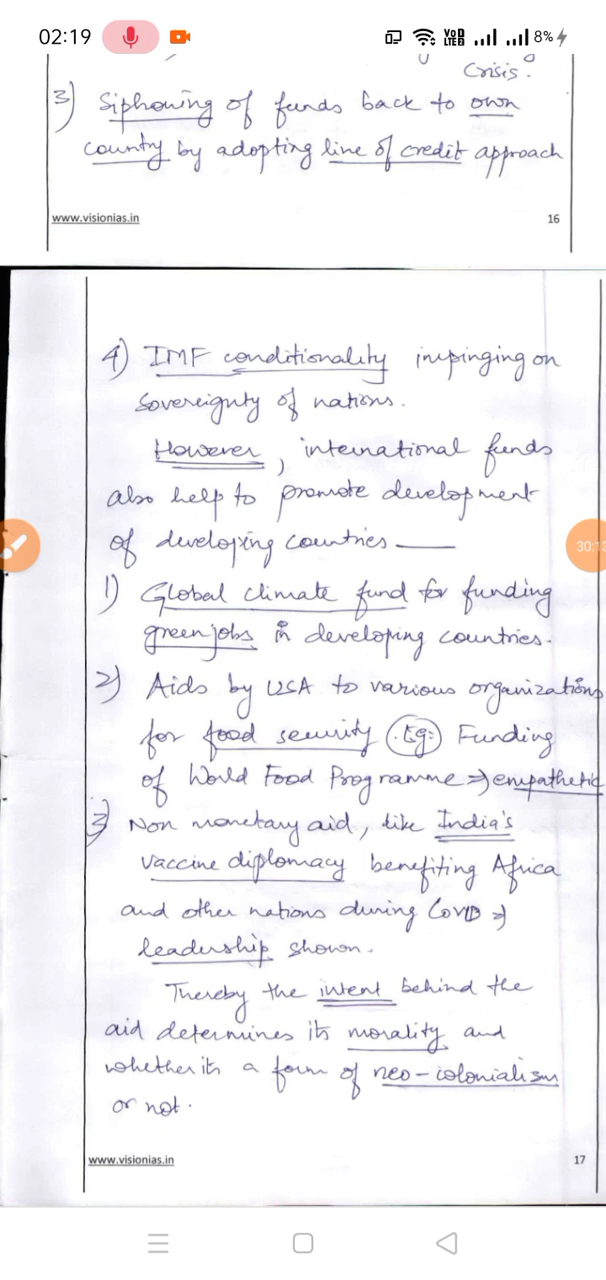 02:19
VoD LTE2
8%
Crisis.
3) Siphowing of funds back to own
country by adopting line of credit approach
www.visionias.in 16
4) IMF conditionality impinging on
sovereignty of nations.
However, international funds
also help to promote development
of developing countries —
30:13
1) Global climate fund for funding
green jobs in developing countries.
2) Aids by USA to various organizations
for food security Eg: Funding
of World Food Programme => empathetic
3) Non monetary aid, like India's
vaccine diplomacy benefiting Africa
and other nations during COVID =>
leadership shown.
Thereby the intent behind the
aid determines its morality and
whether its a form of neo-colonialism
or not.
www.visionias.in 17